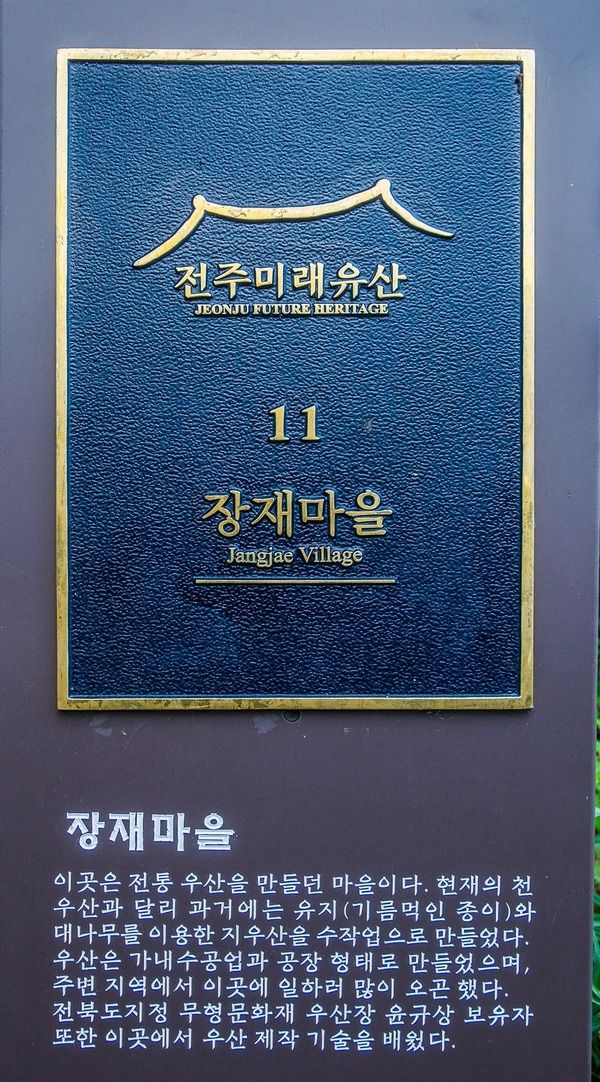 전주미래유산
JEONJU FUTURE HERITAGE
11
장재마을
Jangjae Village
장재마을
이곳은 전통 우산을 만들던 마을이다. 현재의 천
우산과 달리 과거에는 유지(기름먹인 종이)와
대나무를 이용한 지우산을 수작업으로 만들었다.
우산은 가내수공업과 공장 형태로 만들었으며,
주변 지역에서 이곳에 일하러 많이 오곤 했다.
전북도지정 무형문화재 우산장 윤규상 보유자
또한 이곳에서 우산 제작 기술을 배웠다.